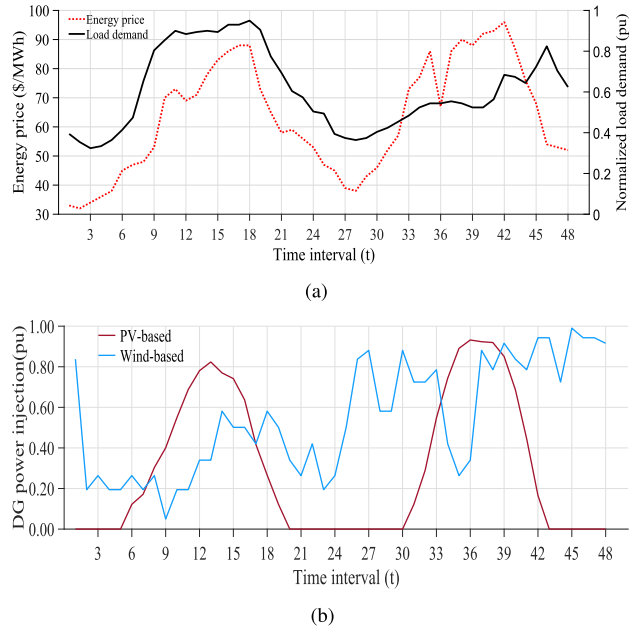 100
90
80
70
60
50
40
30
Energy price ($/MWh)
Energy price
Load demand
1
0.8
0.6
0.4
0.2
0
Normalized load demand (pu)
3 6 9 12 15 18 21 24 27 30 33 36 39 42 45 48
Time interval (t)
(a)
1.00
0.80
0.60
0.40
0.20
0.00
DG power injection(pu)
PV-based
Wind-based
3 6 9 12 15 18 21 24 27 30 33 36 39 42 45 48
Time interval (t)
(b)